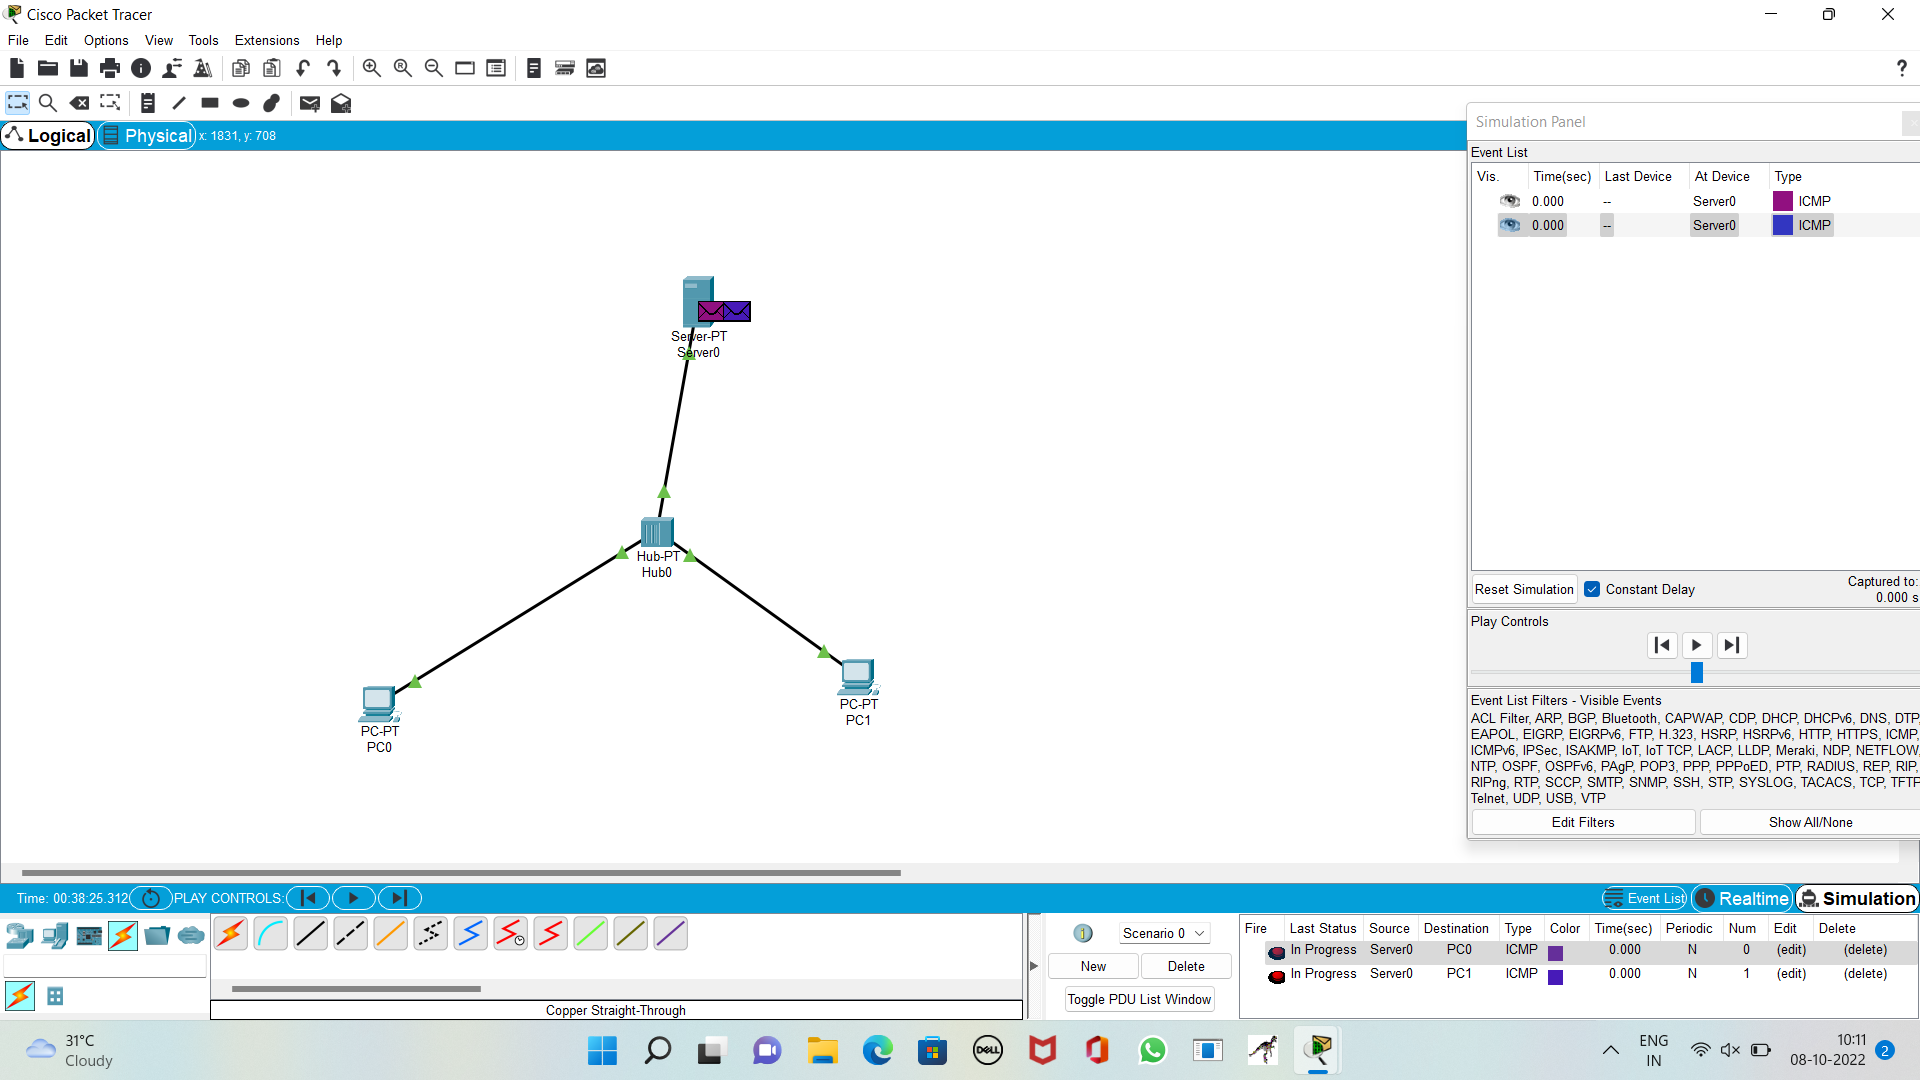 Cisco Packet Tracer
File Edit Options View Tools Extensions Help
Logical Physical x: 1831, y: 708
Simulation Panel
Event List
Vis. Time(sec) Last Device At Device Type
0.000 -- Server0 ICMP
0.000 -- Server0 ICMP
Server-PT
Server0
Hub-PT
Hub0
PC-PT
PC0
PC-PT
PC1
Reset Simulation Constant Delay Captured to:
0.000 s
Play Controls
Event List Filters - Visible Events
ACL Filter, ARP, BGP, Bluetooth, CAPWAP, CDP, DHCP, DHCPv6, DNS, DTP,
EAPOL, EIGRP, EIGRPv6, FTP, H.323, HSRP, HSRPv6, HTTP, HTTPS, ICMP,
ICMPv6, IPSec, ISAKMP, IoT, IoT TCP, LACP, LLDP, Meraki, NDP, NETFLOW,
NTP, OSPF, OSPFv6, PAgP, POP3, PPP, PPPoED, PTP, RADIUS, REP, RIP,
RIPng, RTP, SCCP, SMTP, SNMP, SSH, STP, SYSLOG, TACACS, TCP, TFTP
Telnet, UDP, USB, VTP
Edit Filters Show All/None
Time: 00:38:25.312 PLAY CONTROLS: Event List Realtime Simulation
Scenario 0
New Delete
Toggle PDU List Window
Fire Last Status Source Destination Type Color Time(sec) Periodic Num Edit Delete
In Progress Server0 PC0 ICMP 0.000 N 0 (edit) (delete)
In Progress Server0 PC1 ICMP 0.000 N 1 (edit) (delete)
Copper Straight-Through
31°C
Cloudy
DELL
ENG
IN
10:11
08-10-2022
2